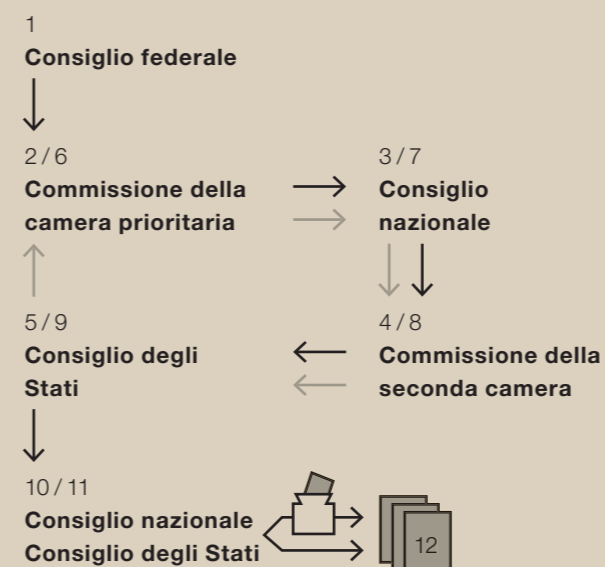 1
Consiglio federale
2 / 6
Commissione della
camera prioritaria
3 / 7
Consiglio
nazionale
5 / 9
Consiglio degli
Stati
4 / 8
Commissione della
seconda camera
10 / 11
Consiglio nazionale
Consiglio degli Stati
12